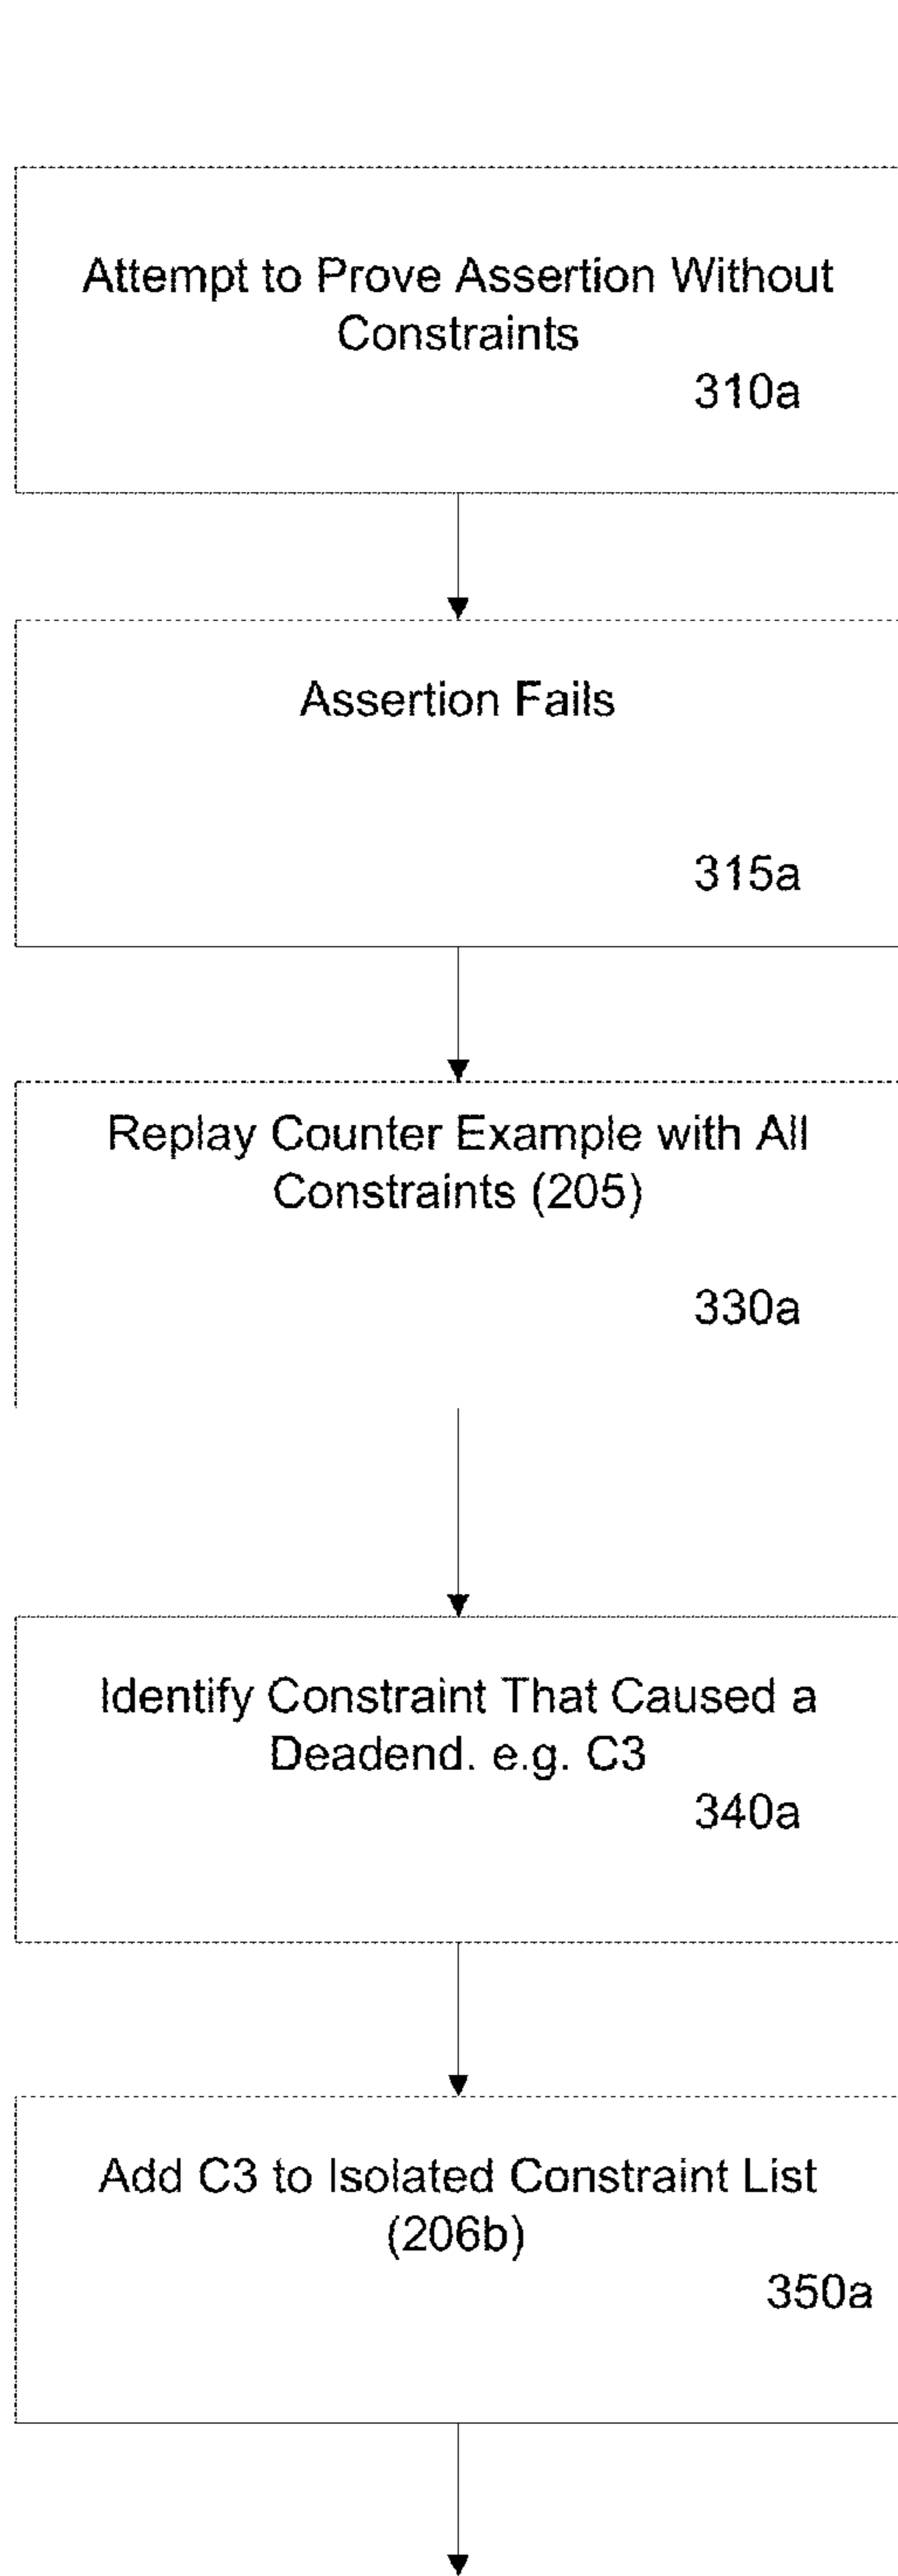 Attempt to Prove Assertion Without
Constraints
310a
Assertion Fails
315a
Replay Counter Example with All
Constraints (205)
330a
Identify Constraint That Caused a
Deadend. e.g. C3
340a
Add C3 to Isolated Constraint List
(206b)
350a